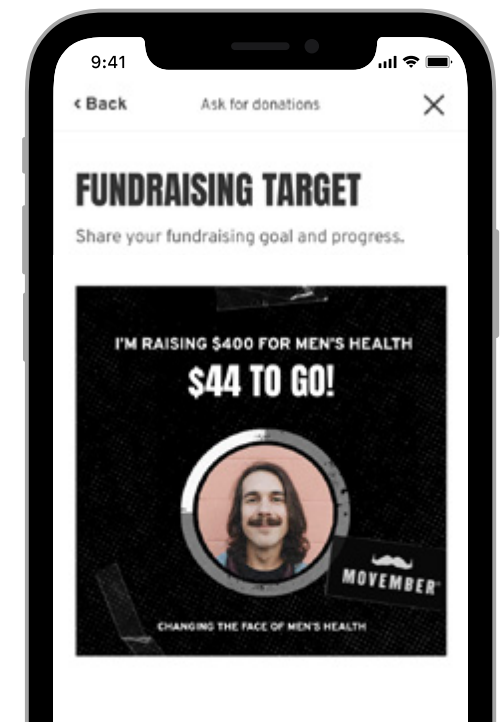 9:41
‹ Back
Ask for donations
FUNDRAISING TARGET
Share your fundraising goal and progress.
I'M RAISING $400 FOR MEN'S HEALTH
$44 TO GO!
MOVEMBER®
CHANGING THE FACE OF MEN'S HEALTH